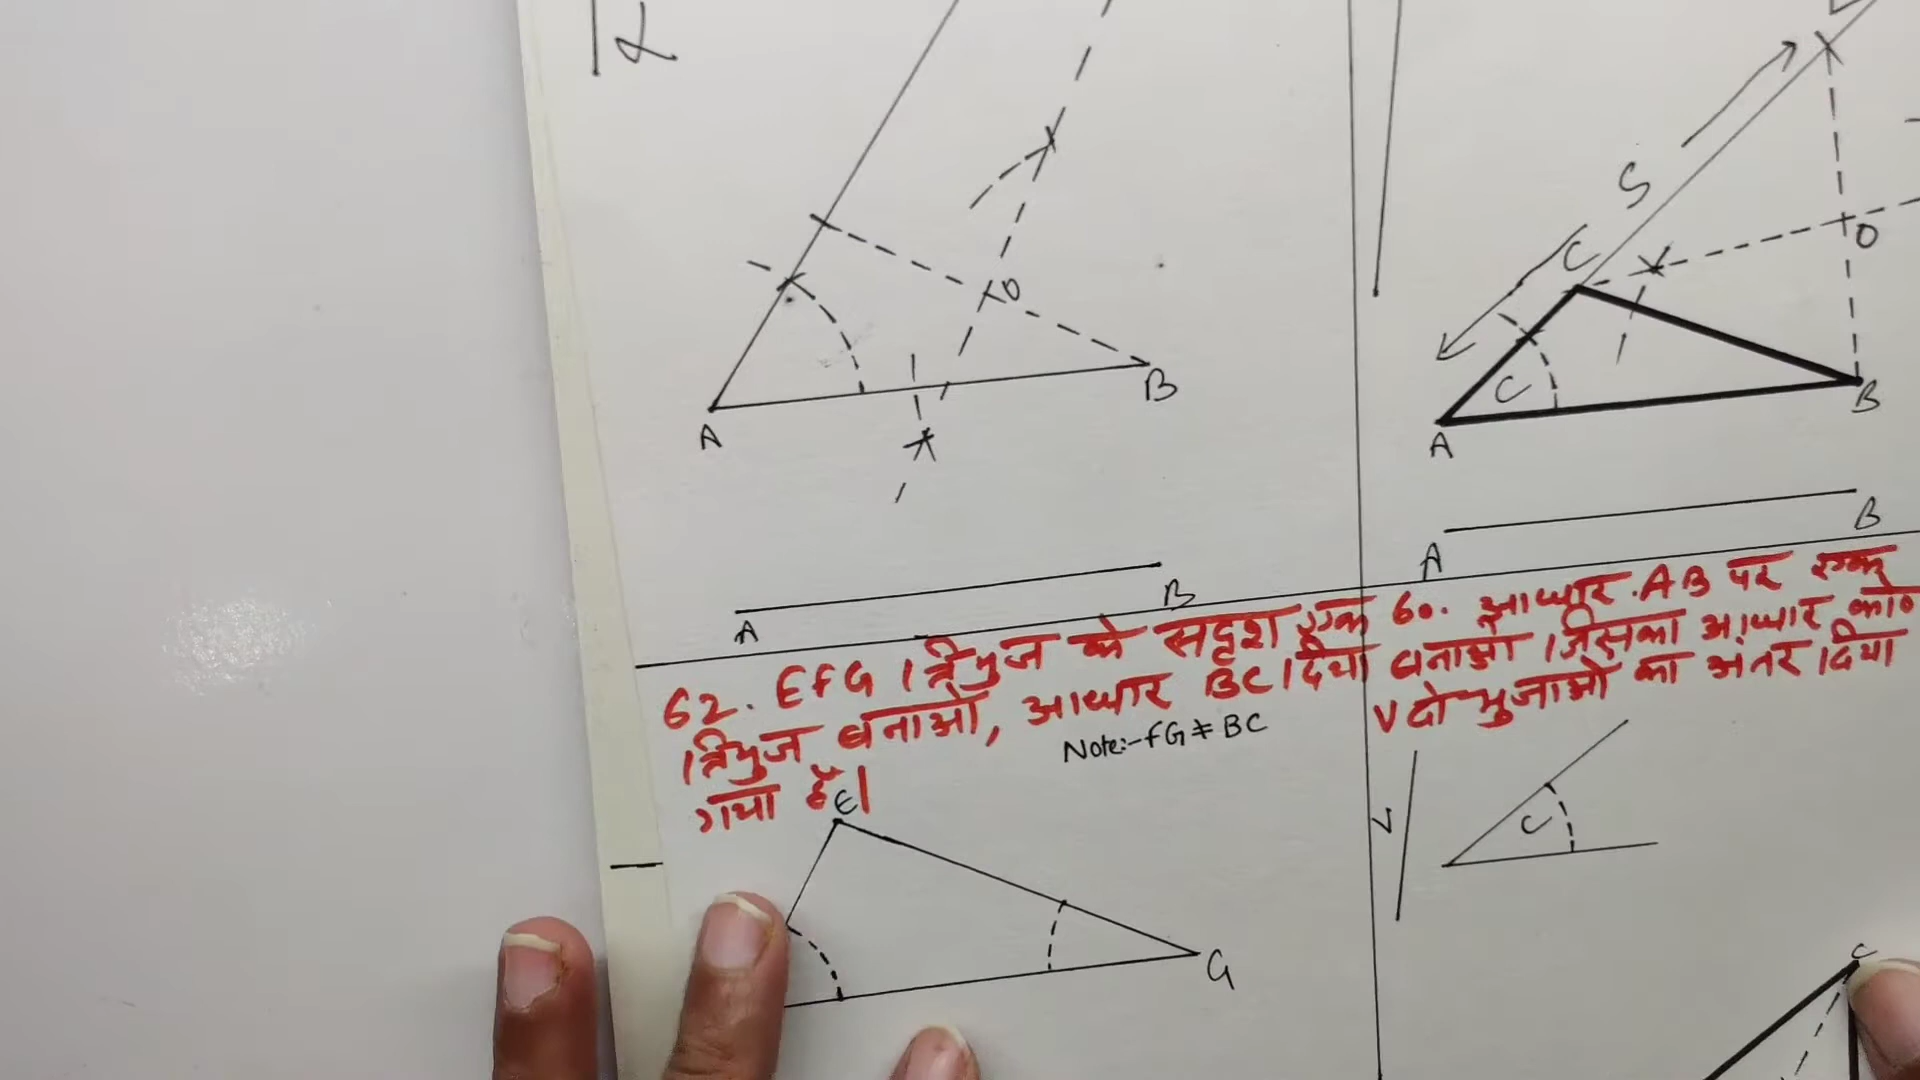 A
B
O
A
B
S
C
O
C
A
B
A
B
62. EFG त्रिभुज के सदृश एक
त्रिभुज बनाओ, आधार BC दिया
गया है।
Note:- FG ≠ BC
E
G
60. आधार AB पर एक
बनाओ जिसका आधार कोण
V दो भुजाओं का अंतर दिया
V
C
C